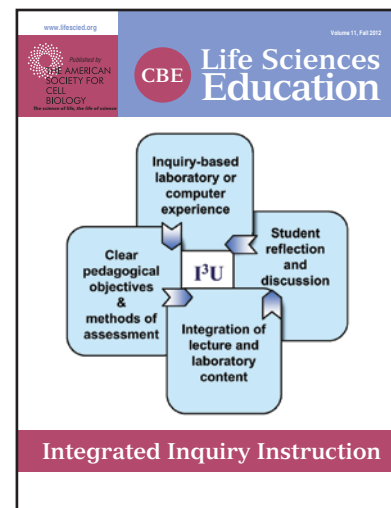 www.lifescied.org
Volume 11, Fall 2012
Published by
THE AMERICAN
SOCIETY FOR
CELL
BIOLOGY
The science of life, the life of science
CBE
Life Sciences
Education
Inquiry-based
laboratory or
computer
experience
Clear
pedagogical
objectives
&
methods of
assessment
I³U
Student
reflection
and
discussion
Integration of
lecture and
laboratory
content
Integrated Inquiry Instruction